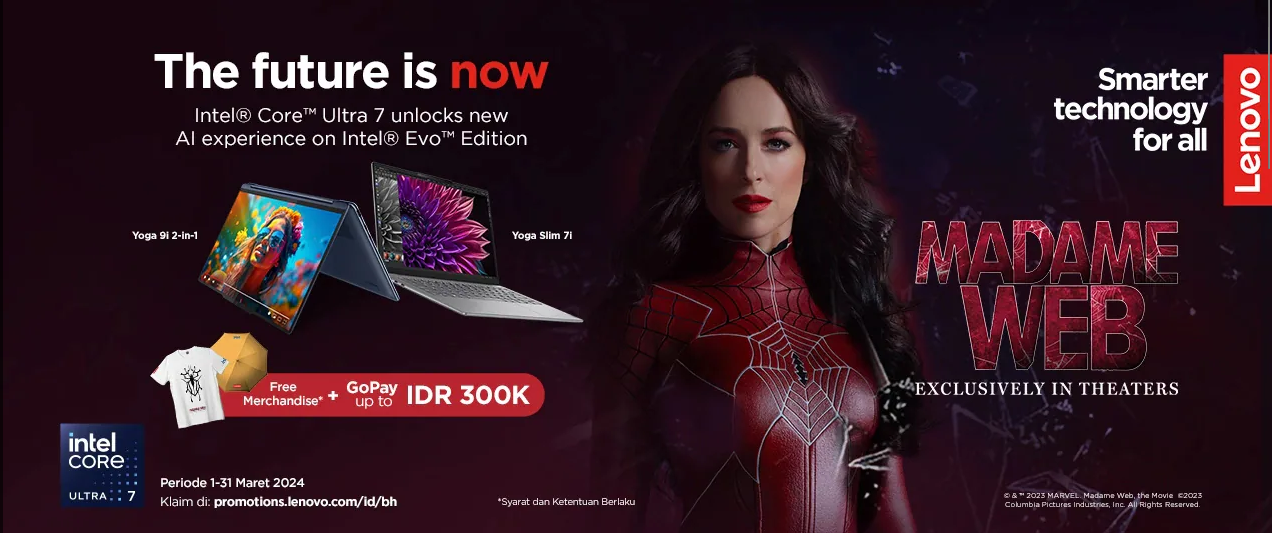 The future is now
Intel® Core™ Ultra 7 unlocks new
AI experience on Intel® Evo™ Edition
Yoga 9i 2-in-1
Yoga Slim 7i
Free
Merchandise* + GoPay up to IDR 300K
intel
CORE
ULTRA 7
Periode 1-31 Maret 2024
Klaim di: promotions.lenovo.com/id/bh
*Syarat dan Ketentuan Berlaku
Smarter
technology
for all
Lenovo
MADAME
WEB
EXCLUSIVELY IN THEATERS
© & ™ 2023 MARVEL. Madame Web, the Movie ©2023
Columbia Pictures Industries, Inc. All Rights Reserved.